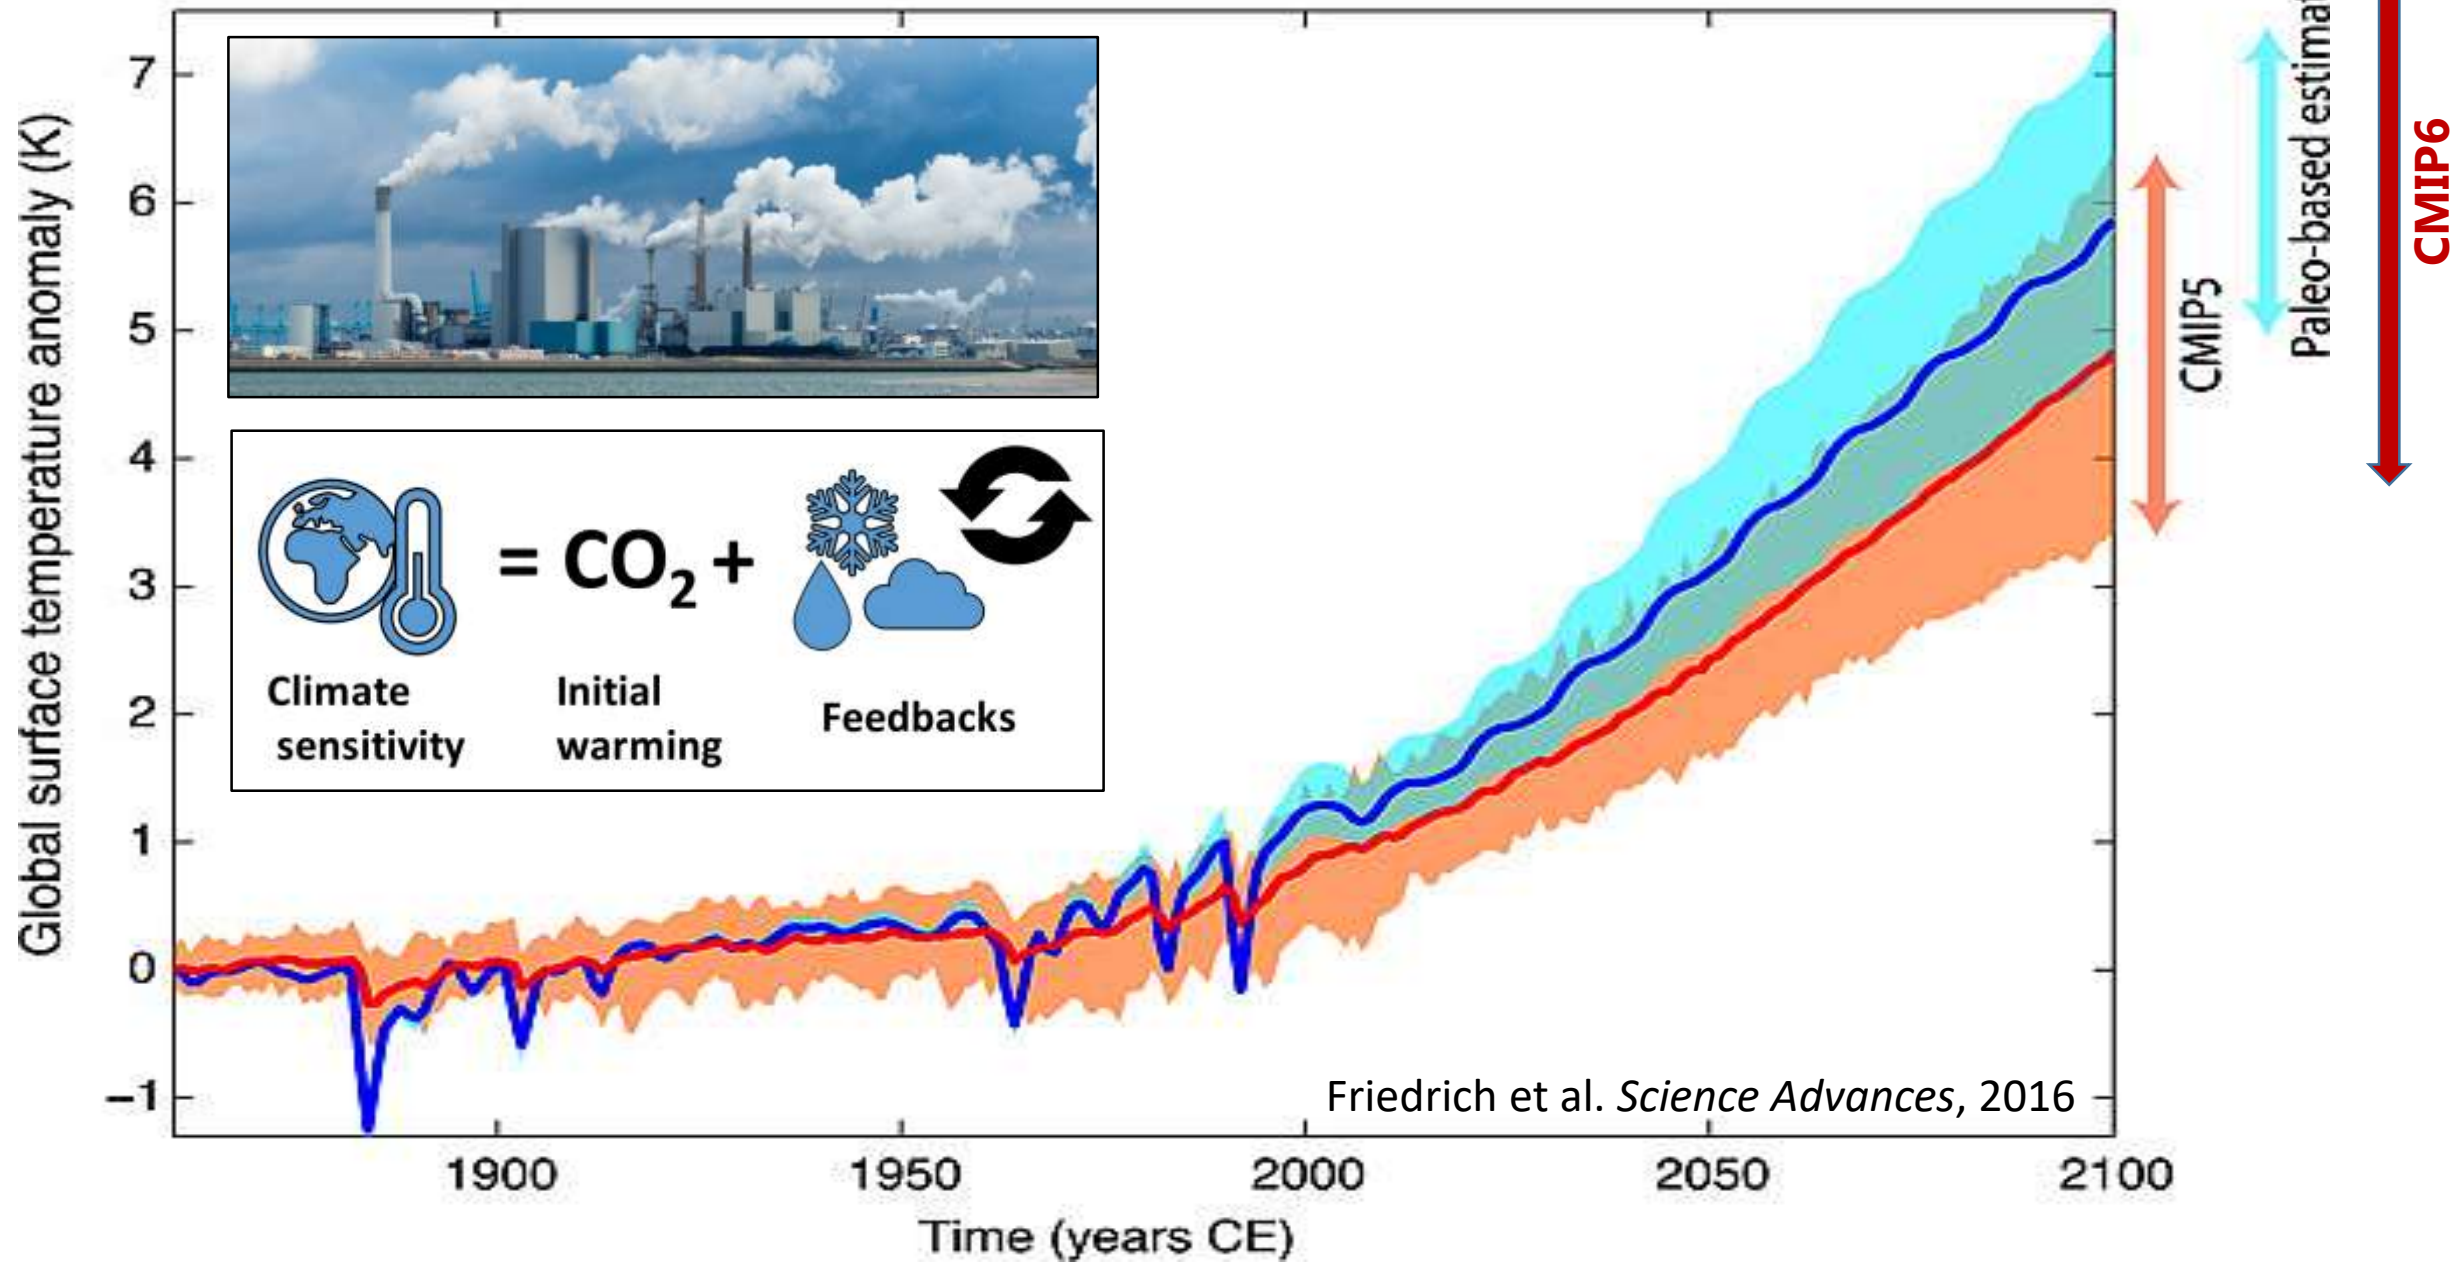 Global surface temperature anomaly (K)
7
6
5
4
3
2
1
0
−1
= CO2 +
Climate
sensitivity
Initial
warming
Feedbacks
CMIP5
Paleo-based
CMIP6
Friedrich et al. Science Advances, 2016
1900
1950
2000
2050
2100
Time (years CE)